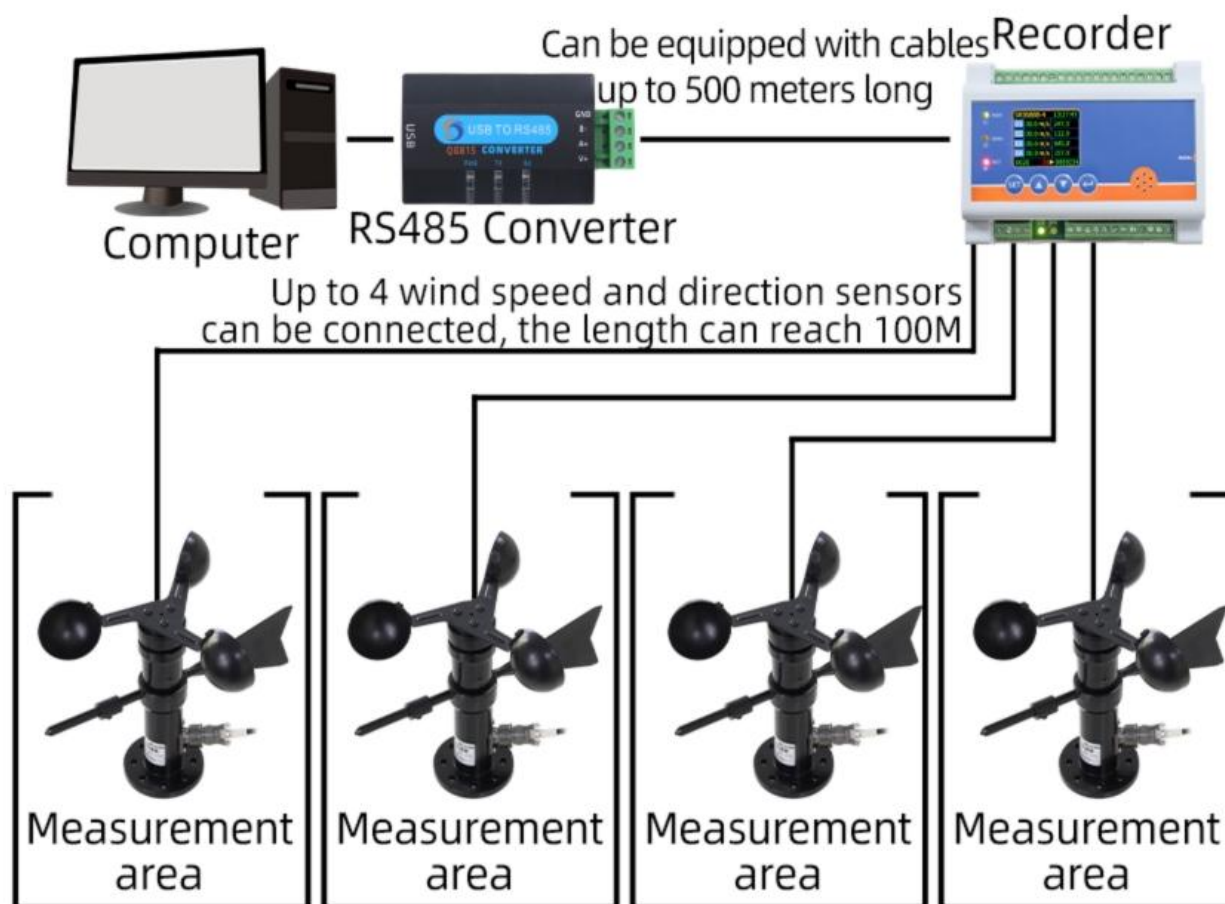 Can be equipped with cables
up to 500 meters long
Recorder
USB
USB TO RS485
CONVERTER
GND
B-
A+
V+
SET
Computer
RS485 Converter
Up to 4 wind speed and direction sensors
can be connected, the length can reach 100M
Measurement
area
Measurement
area
Measurement
area
Measurement
area